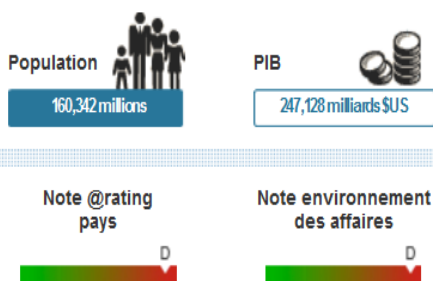 Population
PIB
160,342 millions
247,128 milliards $US
Note @rating
pays
Note environnement
des affaires
D
D